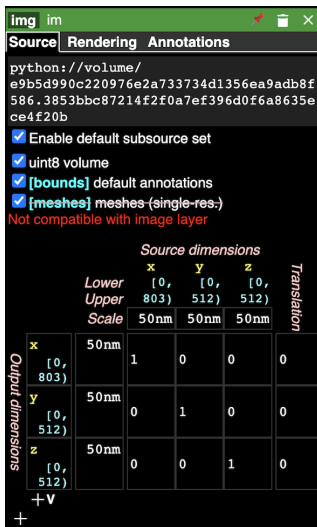 img im
Source Rendering Annotations
python://volume/
e9b5d990c220976e2a733734d1356ea9adb8f
586.3853bbc87214f2f0a7ef396d0f6a8635e
ce4f20b
Enable default subsource set
uint8 volume
[bounds] default annotations
[meshes] meshes (single-res.)
Not compatible with image layer
Source dimensions
x y z
Lower [0, [0, [0,
Upper 803) 512) 512)
Scale 50nm 50nm 50nm
Translation
Output dimensions
x 50nm 1 0 0 0
[0,
803)
y 50nm 0 1 0 0
[0,
512)
z 50nm 0 0 1 0
[0,
512)
+v
+